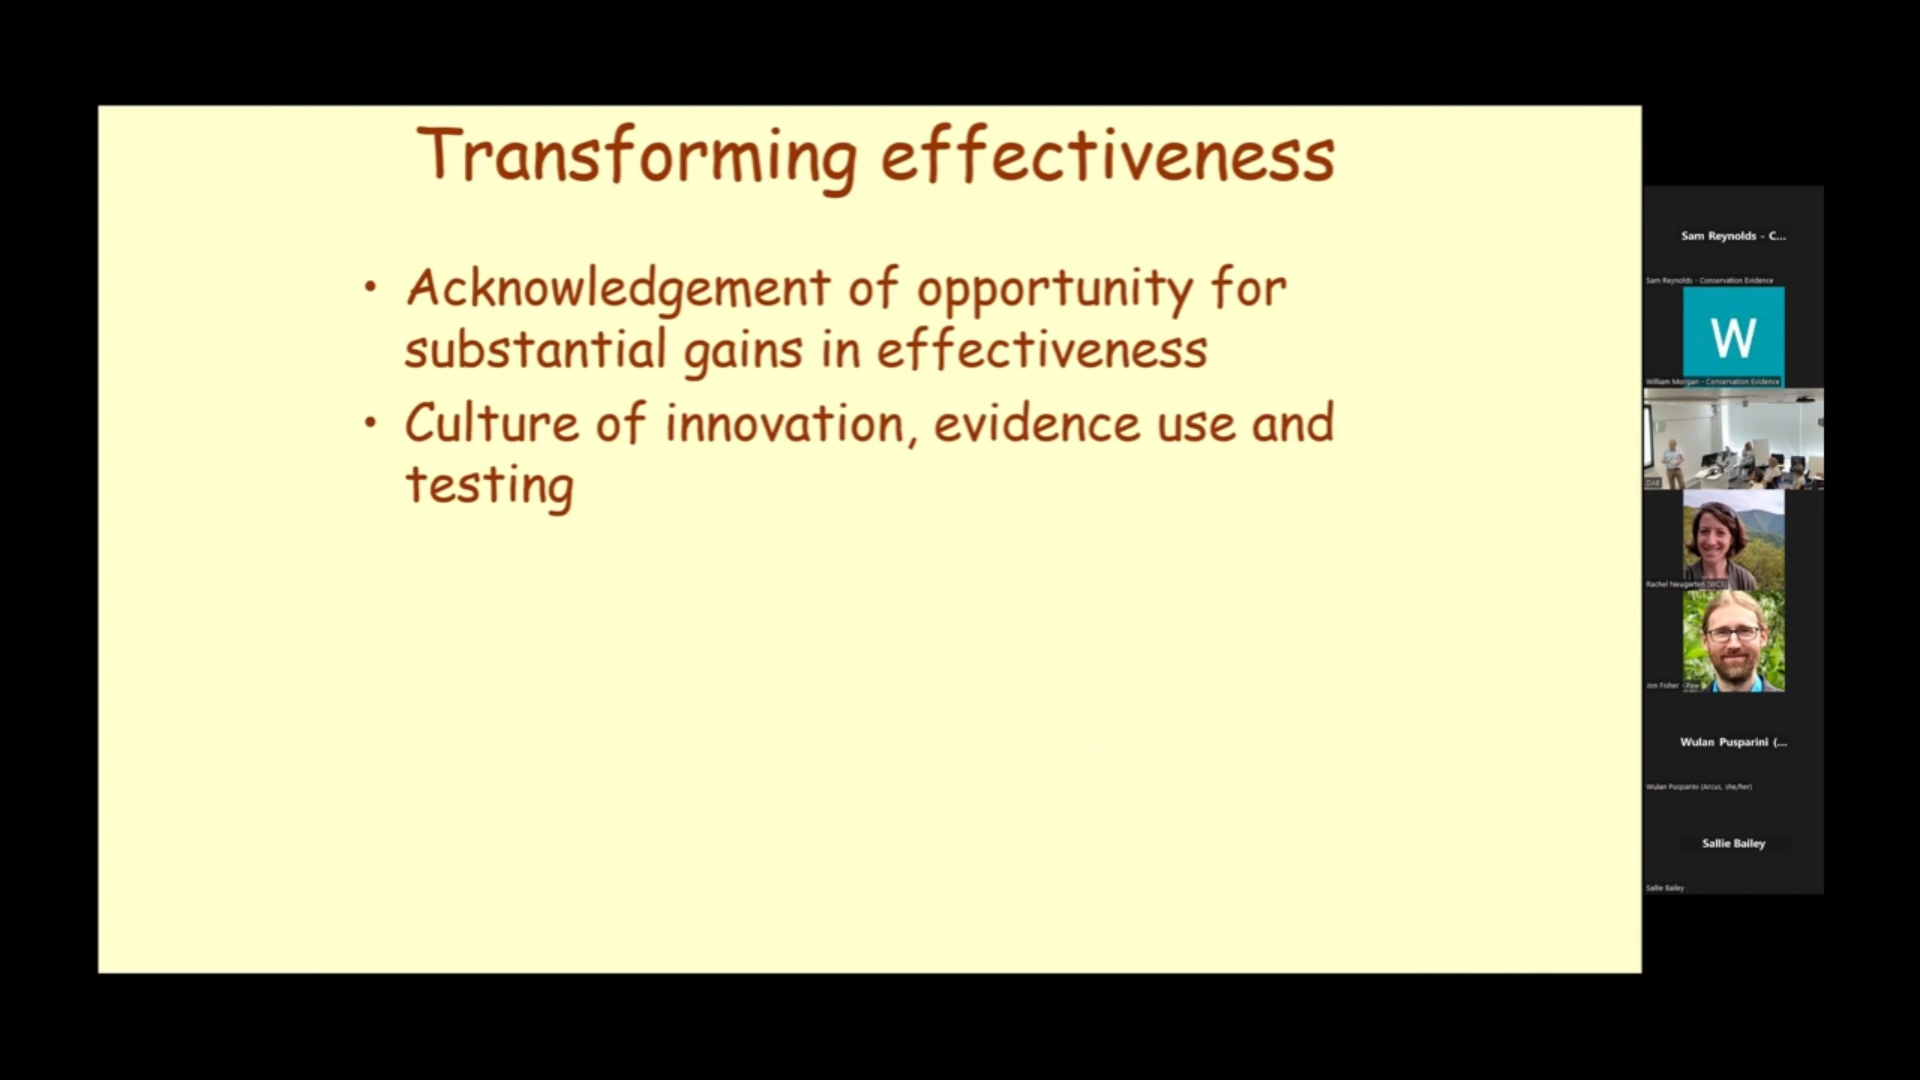 Transforming effectiveness
• Acknowledgement of opportunity for
substantial gains in effectiveness
• Culture of innovation, evidence use and
testing
Sam Reynolds - C...
Sam Reynolds - Conservation Evidence
W
William Morgan - Conservation Evidence
DAB
Rachel Neugarten (WCS)
Jon Fisher - Pew
Wulan Pusparini (...
Wulan Pusparini (Arcus, she/her)
Sallie Bailey
Sallie Bailey